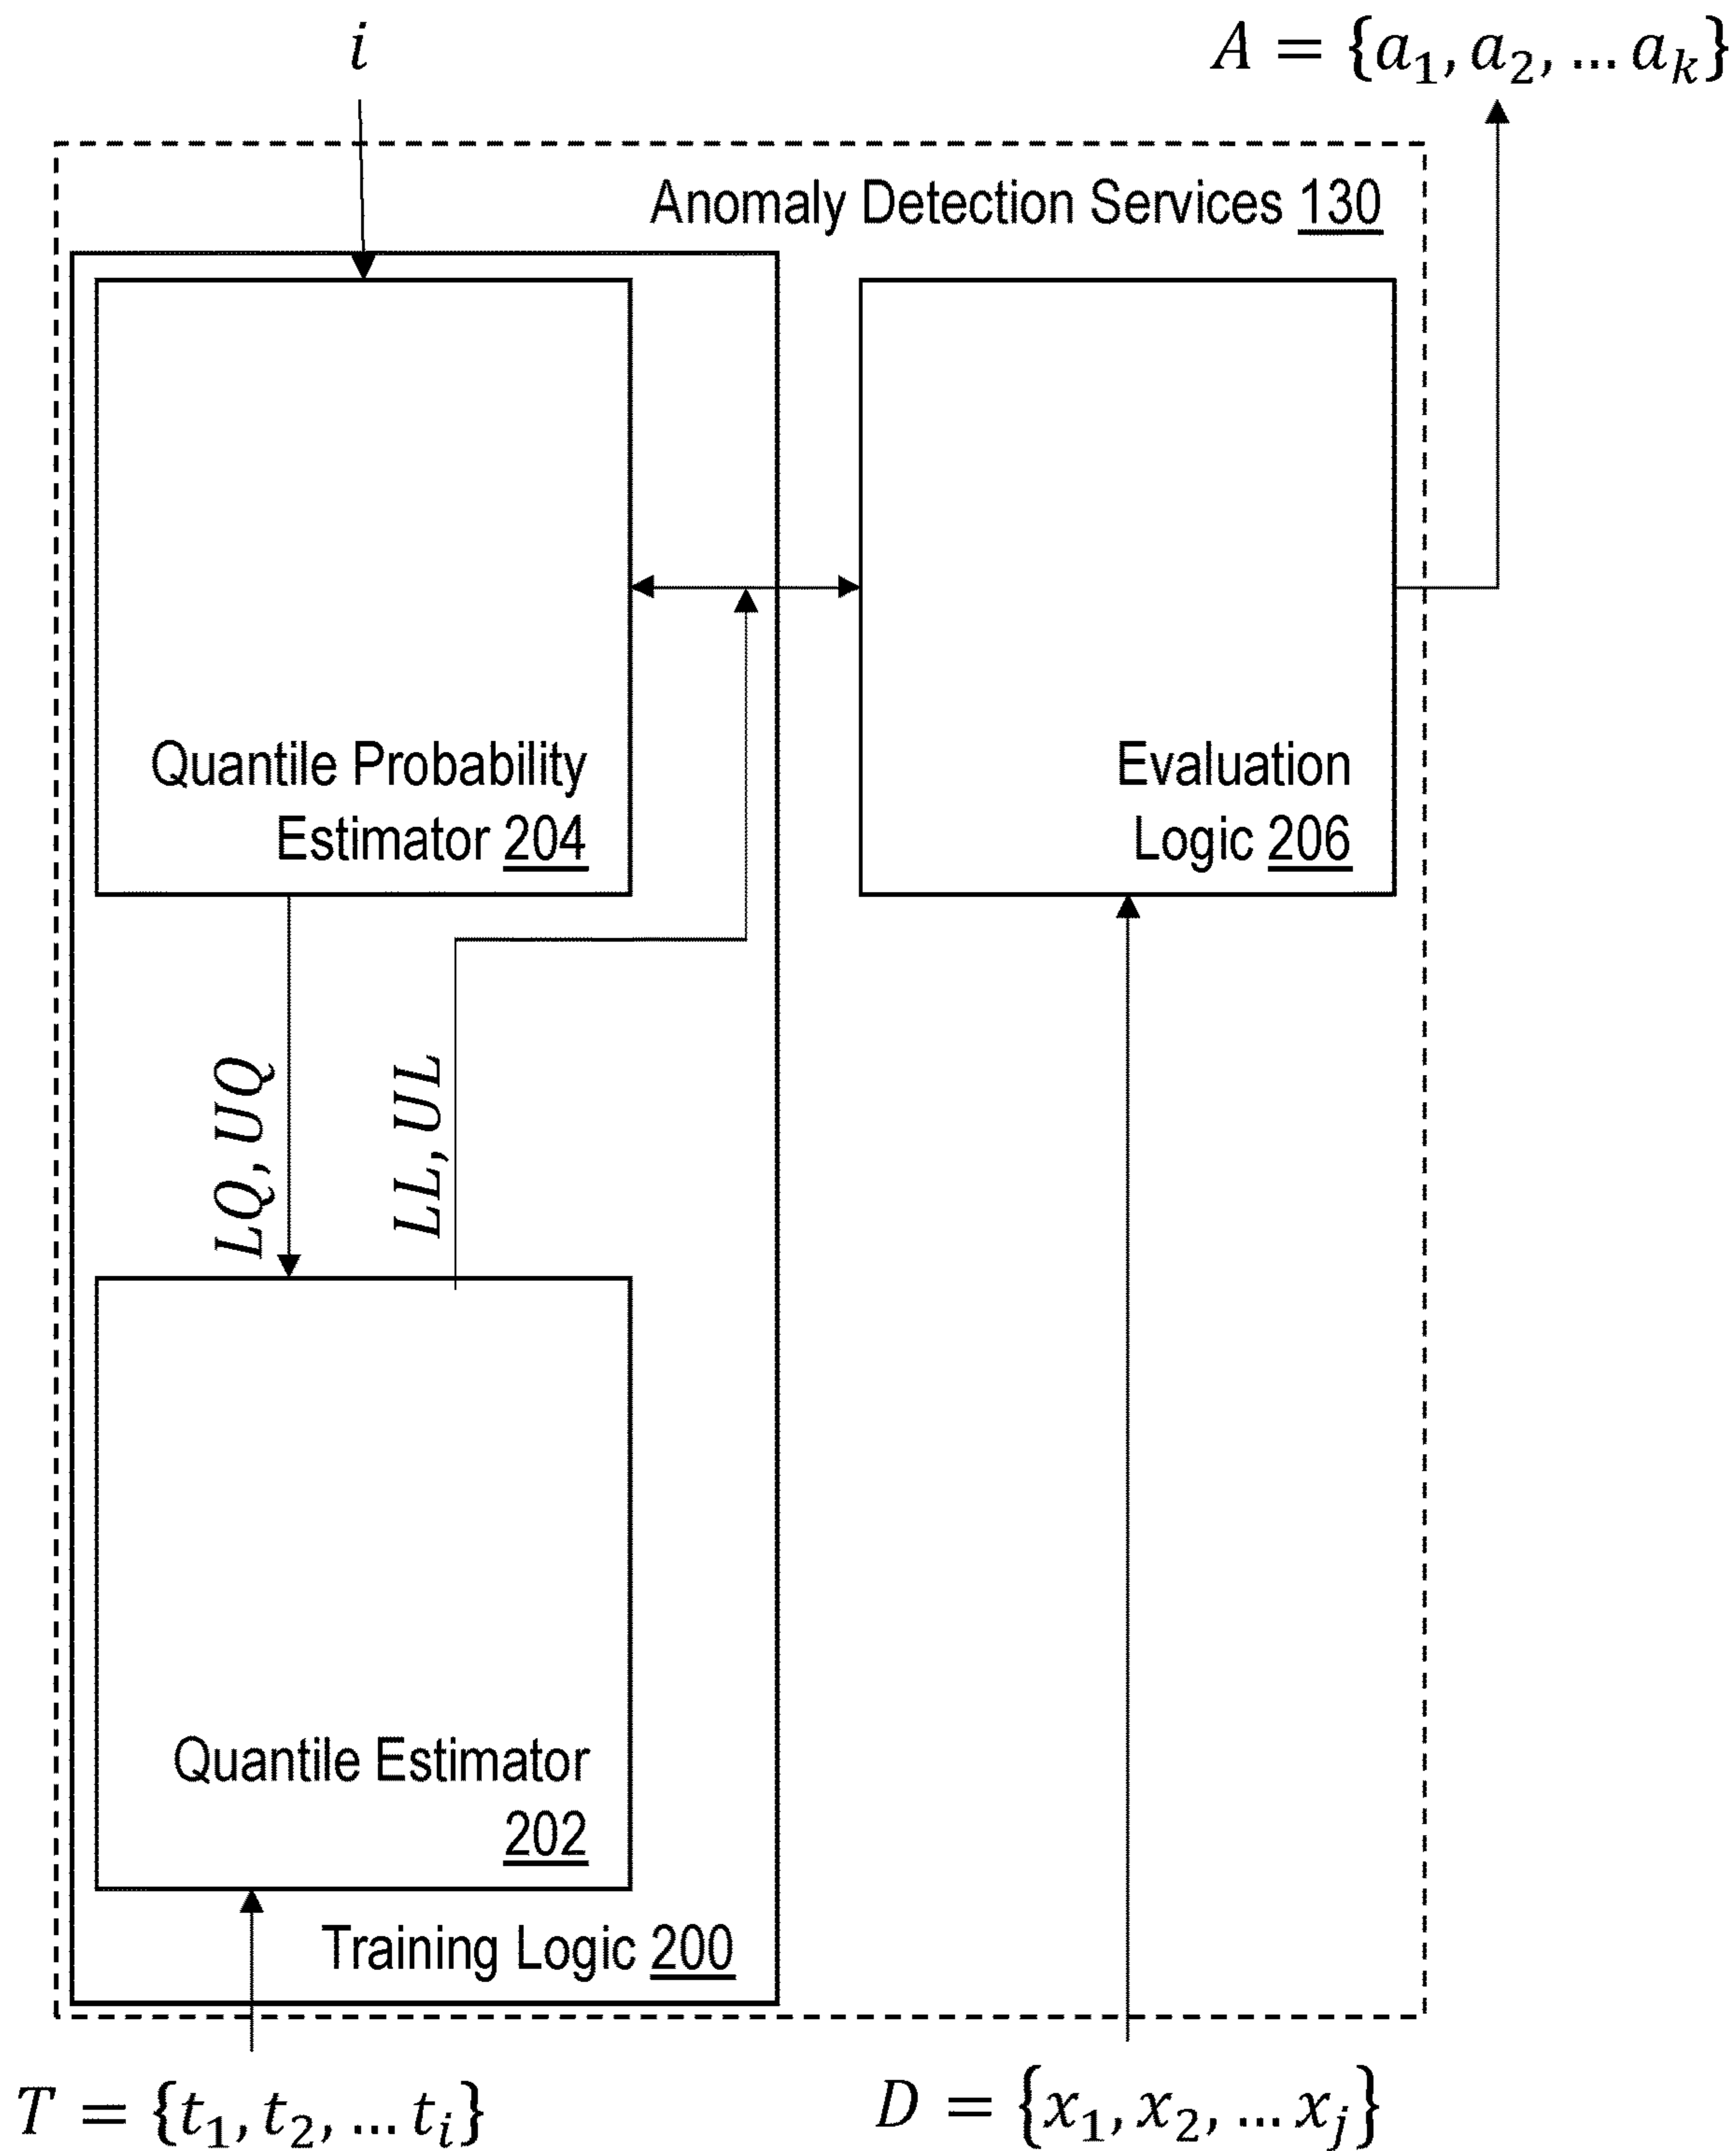 i
A = {a₁, a₂, … aₖ}
Anomaly Detection Services 130
Quantile Probability
Estimator 204
Evaluation
Logic 206
LQ, UQ
LL, UL
Quantile Estimator
202
Training Logic 200
T = {t₁, t₂, … tᵢ}
D = {x₁, x₂, … xⱼ}